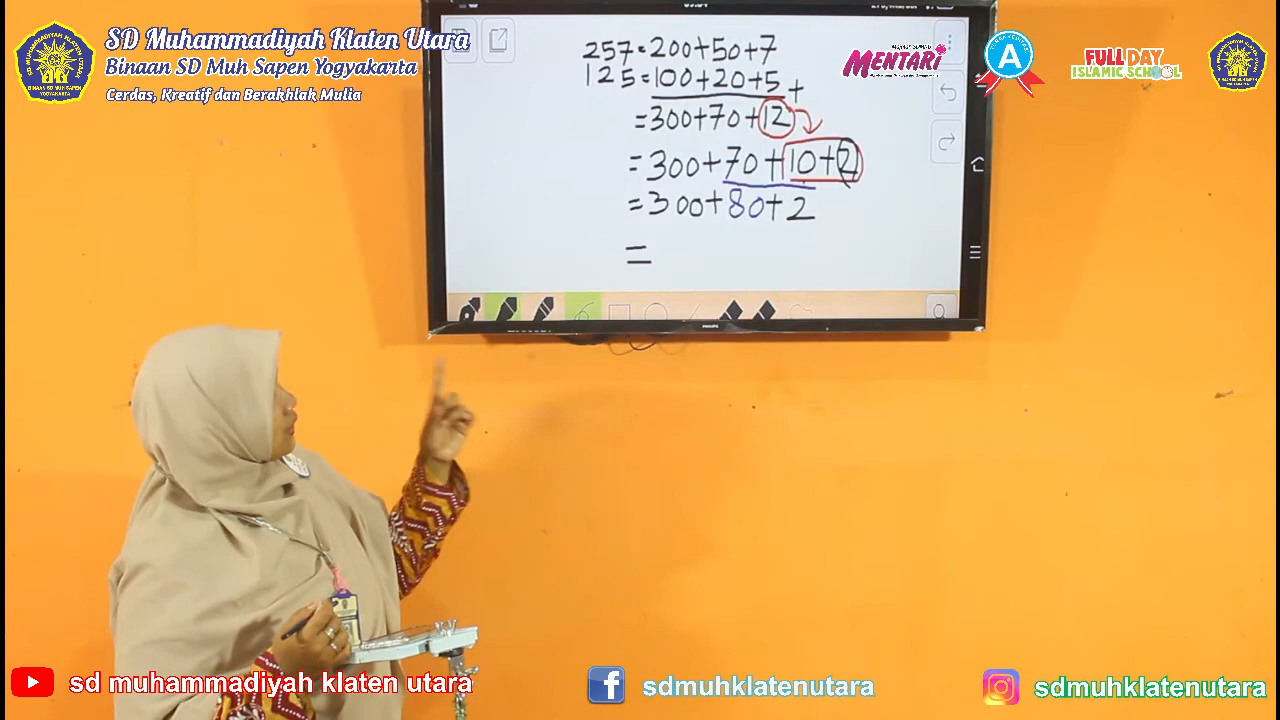 SD Muhammadiyah Klaten Utara
Binaan SD Muh Sapen Yogyakarta
Cerdas, Kreatif dan Berakhlak Mulia
MENTARI
A
FULL DAY
ISLAMIC SCHOOL
257=200+50+7
125=100+20+5 +
=300+70+12
=300+70+10+2
=300+80+2
=
sd muhammadiyah klaten utara
sdmuhklatenutara
sdmuhklatenutara